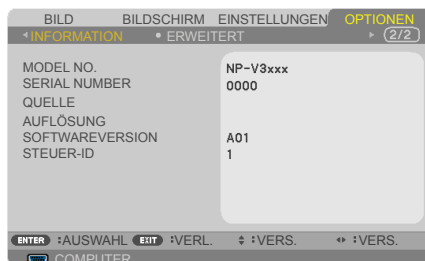 BILD BILDSCHIRM EINSTELLUNGEN OPTIONEN
INFORMATION • ERWEITERT (2/2)
MODEL NO. NP-V3xxx
SERIAL NUMBER 0000
QUELLE
AUFLÖSUNG
SOFTWAREVERSION A01
STEUER-ID 1
ENTER :AUSWAHL EXIT :VERL. :VERS. :VERS.
COMPUTER